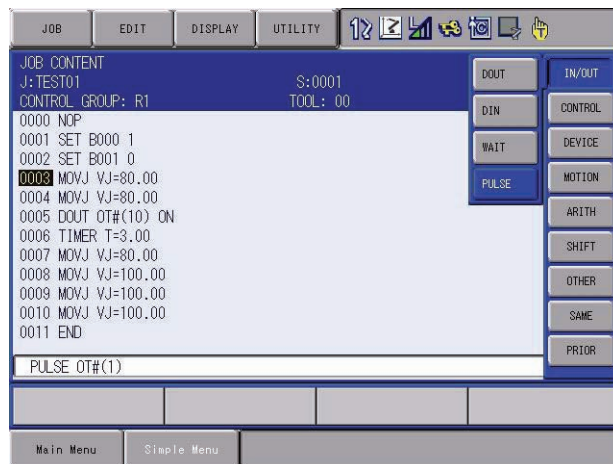 JOB EDIT DISPLAY UTILITY
JOB CONTENT
J:TEST01 S:0001
CONTROL GROUP: R1 TOOL: 00
0000 NOP
0001 SET B000 1
0002 SET B001 0
0003 MOVJ VJ=80.00
0004 MOVJ VJ=80.00
0005 DOUT OT#(10) ON
0006 TIMER T=3.00
0007 MOVJ VJ=80.00
0008 MOVJ VJ=100.00
0009 MOVJ VJ=100.00
0010 MOVJ VJ=100.00
0011 END
PULSE OT#(1)
DOUT
DIN
WAIT
PULSE
IN/OUT
CONTROL
DEVICE
MOTION
ARITH
SHIFT
OTHER
SAME
PRIOR
Main Menu Simple Menu